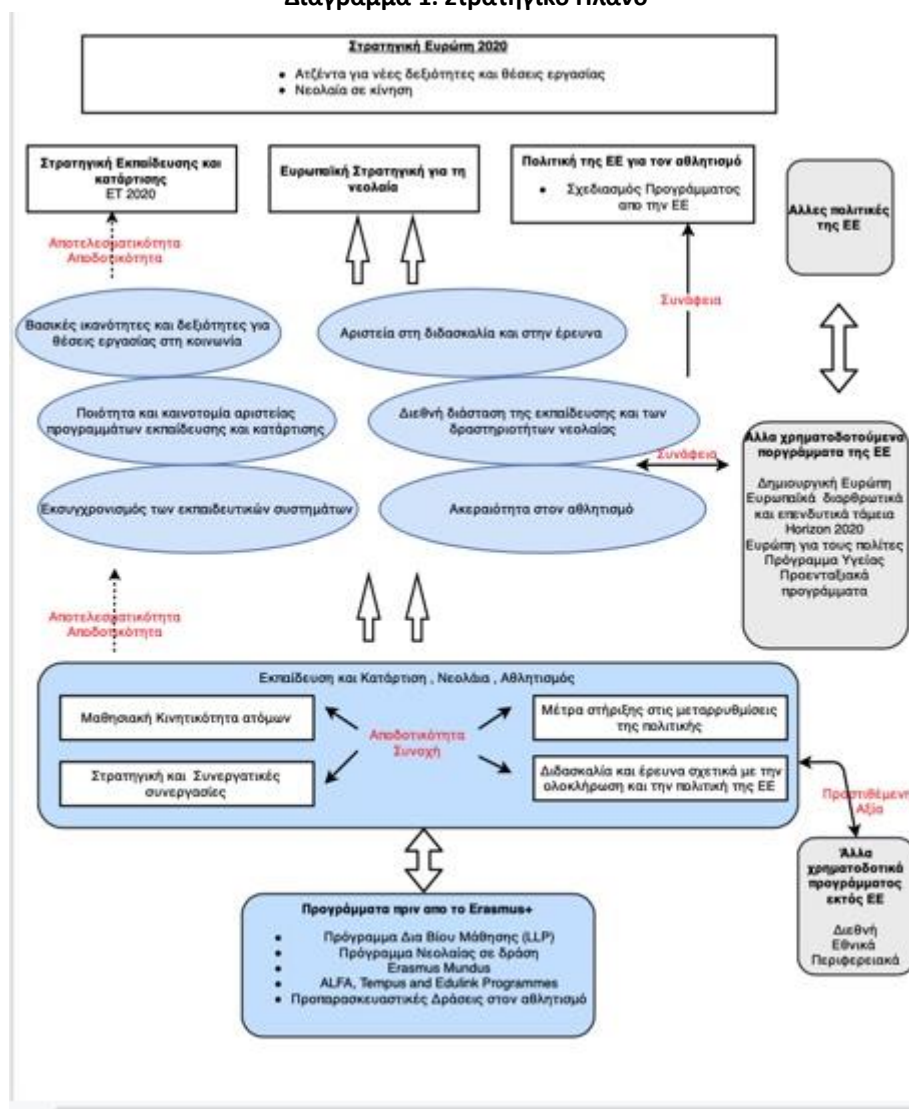 Διάγραμμα 1. Στρατηγικό Πλάνο
Στρατηγική Ευρώπη 2020
● Ατζέντα για νέες δεξιότητες και θέσεις εργασίας
● Νεολαία σε κίνηση
Στρατηγική Εκπαίδευσης και
κατάρτισης
ET 2020
Ευρωπαϊκή Στρατηγική για τη
νεολαία
Πολιτική της ΕΕ για τον αθλητισμό
● Σχεδιασμός Προγράμματος
απο την ΕΕ
Αλλες πολιτικές
της ΕΕ
Αποτελεσματικότητα
Αποδοτικότητα
Συνάφεια
Βασικές ικανότητες και δεξιότητες για
θέσεις εργασίας στη κοινωνία
Αριστεία στη διδασκαλία και στην έρευνα
Ποιότητα και καινοτομία αριστείας
προγραμμάτων εκπαίδευσης και κατάρτισης
Διεθνή διάσταση της εκπαίδευσης και των
δραστηριοτήτων νεολαίας
Συνάφεια
Εκσυγχρονισμός των εκπαιδευτικών συστημάτων
Ακεραιότητα στον αθλητισμό
Άλλα χρηματοδοτούμενα
ποργράμματα της ΕΕ
Δημιουργική Ευρώπη
Ευρωπαϊκά διαρθρωτικά
και επενδυτικά τάμεια
Horizon 2020
Ευρώπη για τους πολίτες
Πρόγραμμα Υγείας
Προενταξιακά
προγράμματα
Αποτελεσματικότητα
Αποδοτικότητα
Εκπαίδευση και Κατάρτιση , Νεολάια , Αθλητισμός
Μαθησιακή Κινητικότητα ατόμων
Μέτρα στήριξης στις μεταρρυθμίσεις
της πολιτικής
Αποδοτικότητα
Συνοχή
Στρατηγική και Συνεργατικές
συνεργασίες
Διδασκαλία και έρευνα σχετικά με την
ολοκλήρωση και την πολιτική της ΕΕ
Πραστιθέμενη
Αξία
Άλλα
χρηματοδοτικά
προγράμματος
εκτός ΕΕ
Διεθνή
Εθνικά
Περιφερειακά
Προγράμματα πριν απο το Erasmus+
● Πρόγραμμα Δια Βίου Μάθησης (LLP)
● Πρόγραμμα Νεολαίας σε δράση
● Erasmus Mundus
● ALFA, Tempus and Edulink Programmes
● Προπαρασκευαστικές Δράσεις στον αθλητισμό